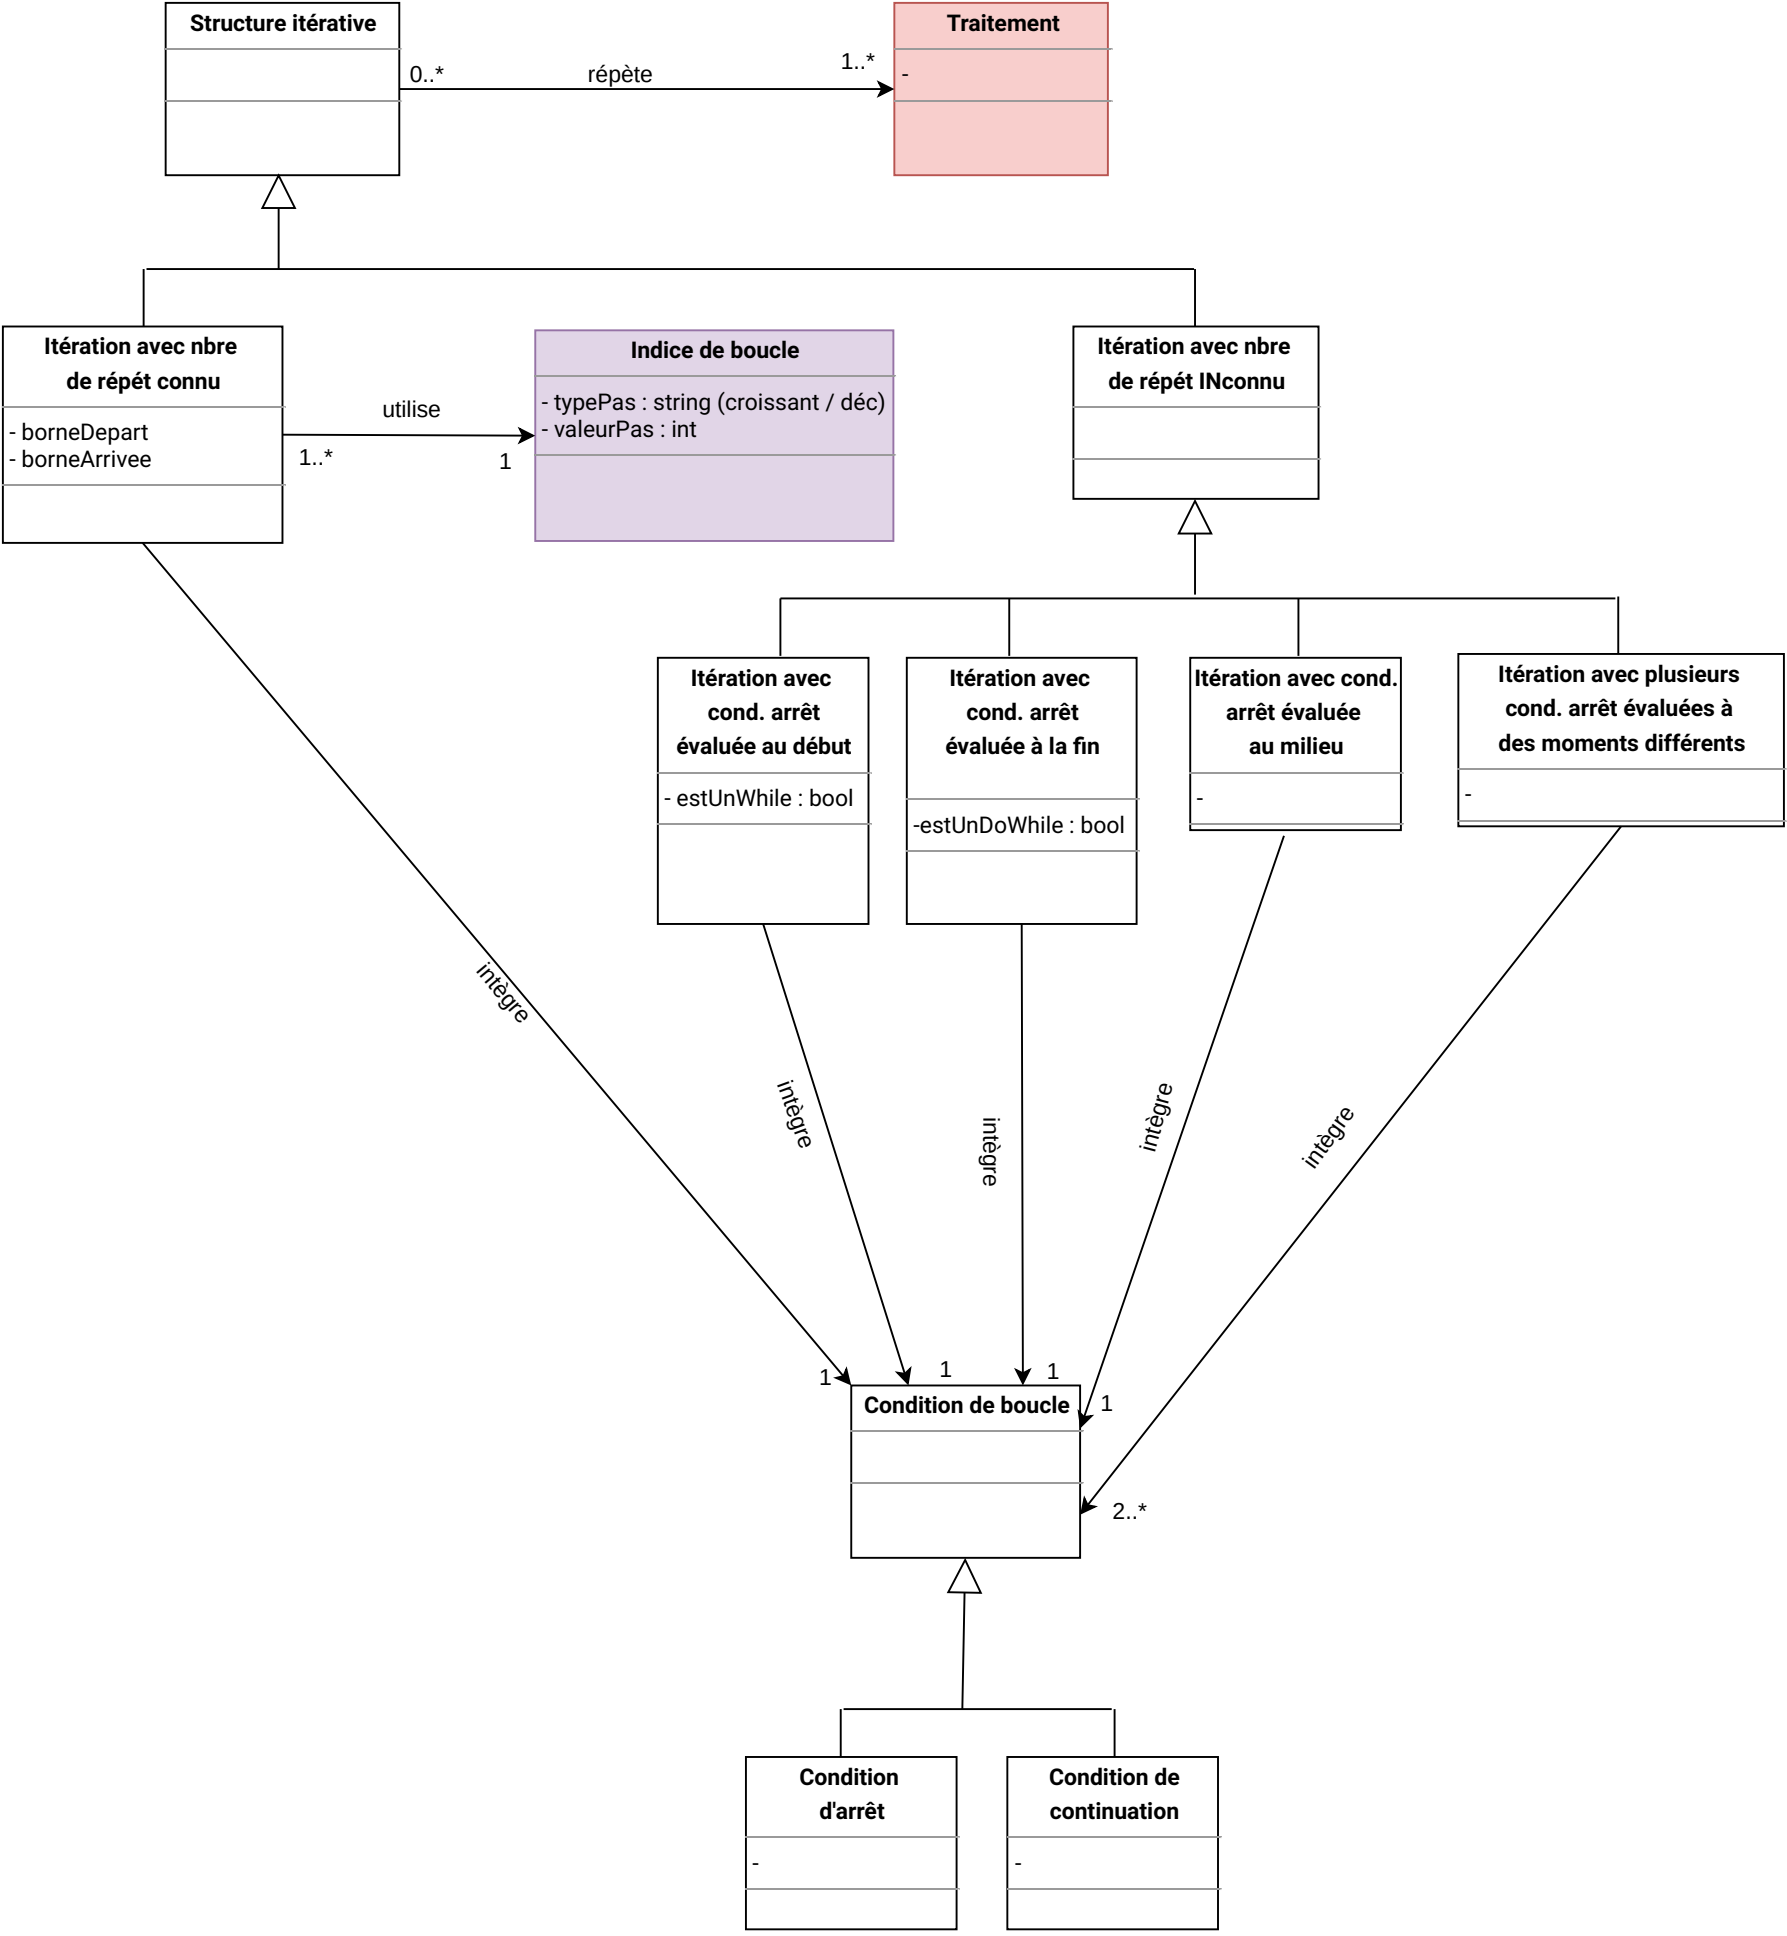 Structure itérative
0..*
répète
1..*
Traitement
-
Itération avec nbre
de répét connu
- borneDepart
- borneArrivee
utilise
1..*
1
Indice de boucle
- typePas : string (croissant / déc)
- valeurPas : int
Itération avec nbre
de répét INconnu
Itération avec
cond. arrêt
évaluée au début
- estUnWhile : bool
Itération avec
cond. arrêt
évaluée à la fin
-estUnDoWhile : bool
Itération avec cond.
arrêt évaluée
au milieu
-
Itération avec plusieurs
cond. arrêt évaluées à
des moments différents
-
intègre
intègre
intègre
intègre
intègre
1
1
1
1
2..*
Condition de boucle
Condition
d'arrêt
-
Condition de
continuation
-